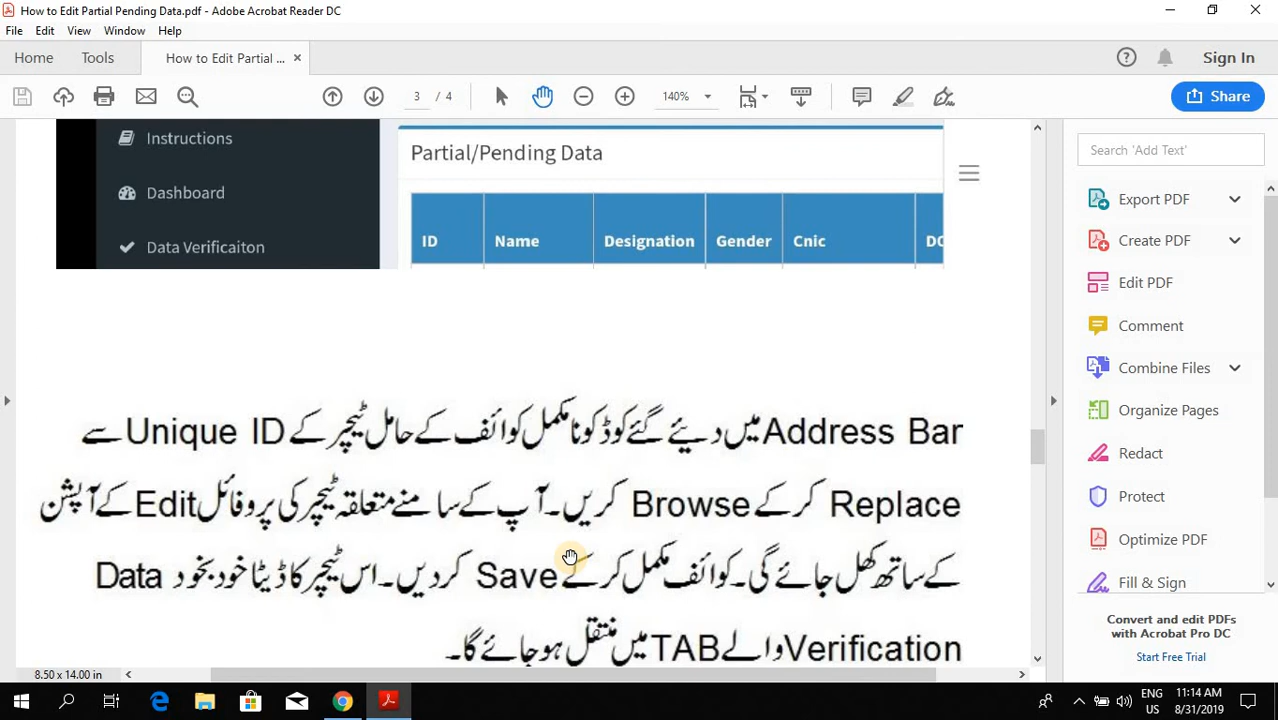 How to Edit Partial Pending Data.pdf - Adobe Acrobat Reader DC
File Edit View Window Help
Home Tools How to Edit Partial ... × Sign In
3 / 4 140% Share
Instructions
Dashboard
Data Verificaiton
Partial/Pending Data
ID Name Designation Gender Cnic DO
Address Bar میں دیئے گئے کوڈ کو نامکمل کوائف کے حامل ٹیچر کے Unique ID سے
Replace کر کے Browse کریں۔ آپ کے سامنے متعلقہ ٹیچر کی پروفائل Edit کے آپشن
کے ساتھ کھل جائے گی۔ کوائف مکمل کر کے Save کر دیں۔ اس ٹیچر کا ڈیٹا خود بخود Data
Verification والے TAB میں منتقل ہو جائے گا۔
Search 'Add Text'
Export PDF
Create PDF
Edit PDF
Comment
Combine Files
Organize Pages
Redact
Protect
Optimize PDF
Fill & Sign
Convert and edit PDFs
with Acrobat Pro DC
Start Free Trial
8.50 x 14.00 in
ENG
US
11:14 AM
8/31/2019